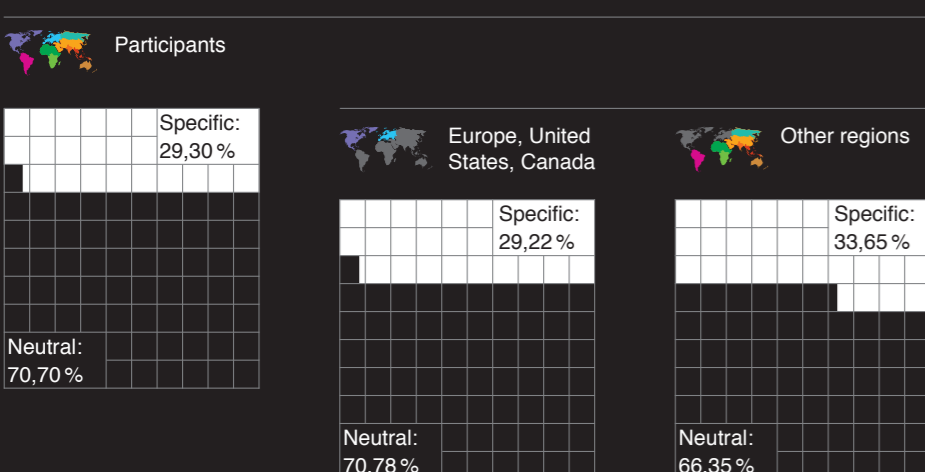 Participants
Specific:
29,30 %
Neutral:
70,70 %
Europe, United
States, Canada
Specific:
29,22 %
Neutral:
70,78 %
Other regions
Specific:
33,65 %
Neutral:
66,35 %